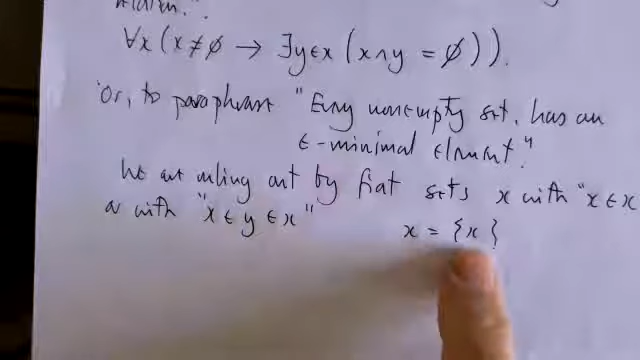 ∀x (x ≠ ∅ → ∃y∈x (x∩y = ∅)).
Or, to paraphrase "Every nonempty set, has an
∈-minimal element."
We are ruling out by fiat sets x with "x∈x
or with "x∈y∈x"
x = {x}